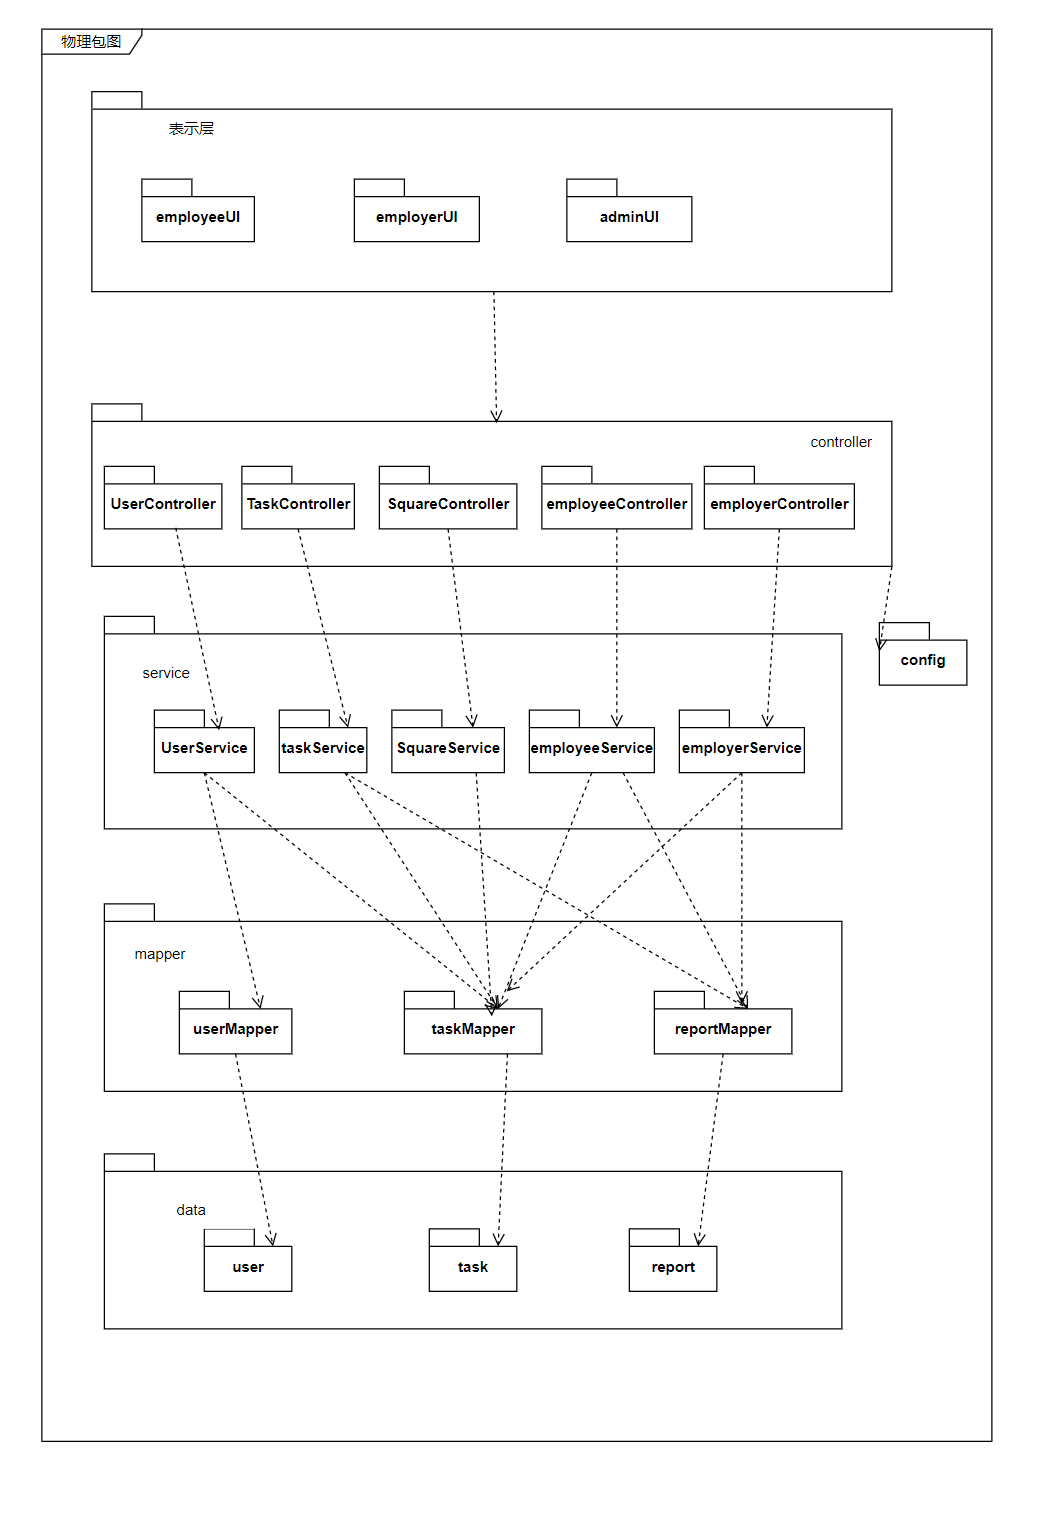 物理包图
表示层
employeeUI
employerUI
adminUI
controller
UserController
TaskController
SquareController
employeeController
employerController
config
service
UserService
taskService
SquareService
employeeService
employerService
mapper
userMapper
taskMapper
reportMapper
data
user
task
report